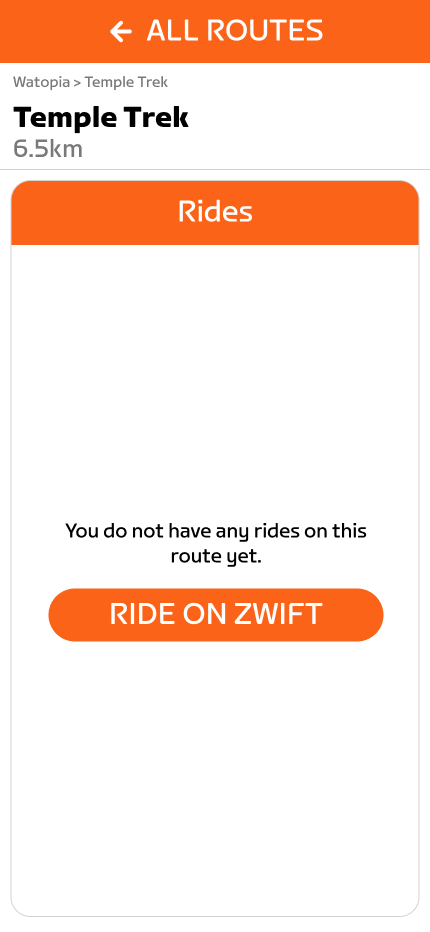 ← ALL ROUTES
Watopia > Temple Trek
Temple Trek
6.5km
Rides
You do not have any rides on this
route yet.
RIDE ON ZWIFT